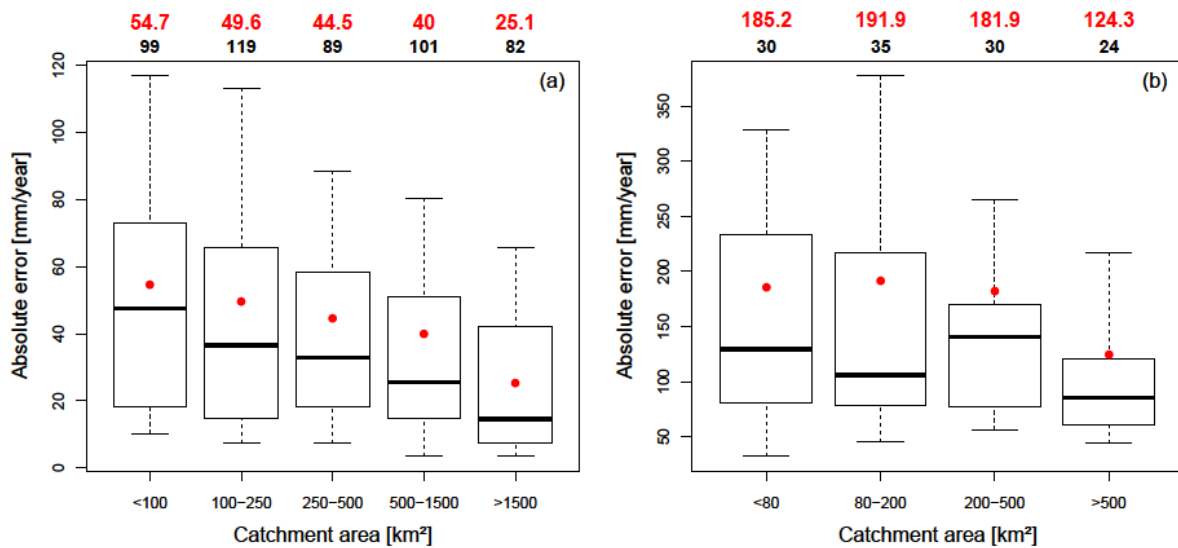 54.7 49.6 44.5 40 25.1
99 119 89 101 82
(a)
Absolute error [mm/year]
120
100
80
60
40
20
0
<100 100−250 250−500 500−1500 >1500
Catchment area [km²]
185.2 191.9 181.9 124.3
30 35 30 24
(b)
Absolute error [mm/year]
350
300
250
200
150
100
50
<80 80−200 200−500 >500
Catchment area [km²]